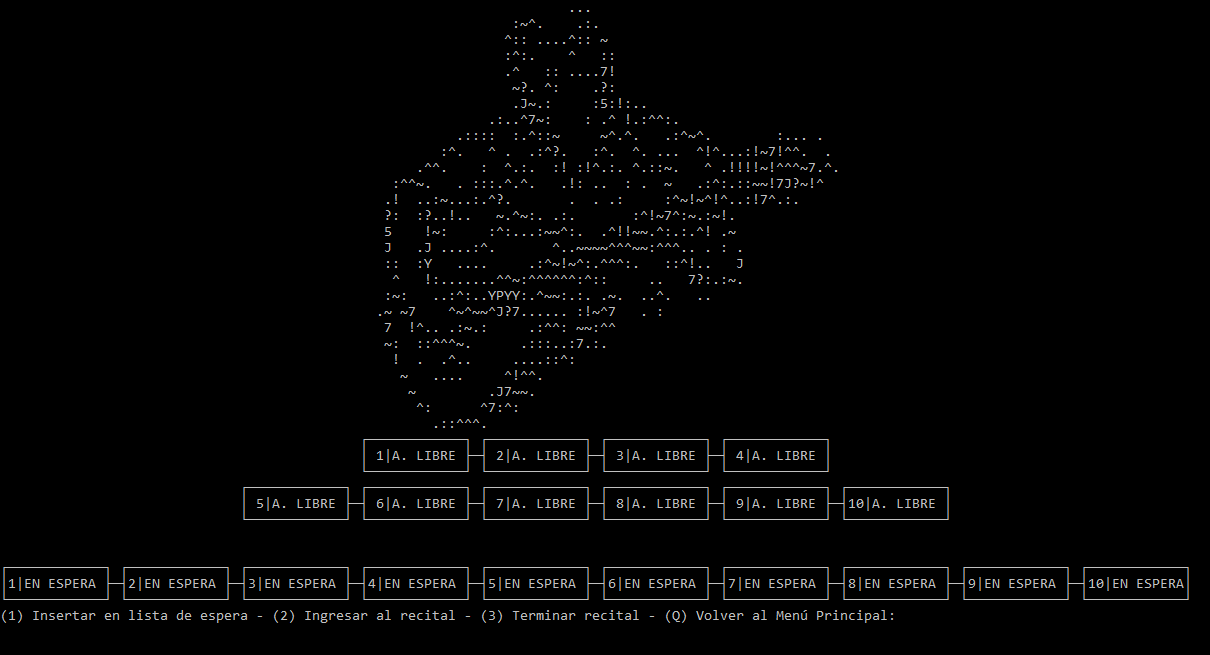 1|A. LIBRE 2|A. LIBRE 3|A. LIBRE 4|A. LIBRE
5|A. LIBRE 6|A. LIBRE 7|A. LIBRE 8|A. LIBRE 9|A. LIBRE 10|A. LIBRE
1|EN ESPERA 2|EN ESPERA 3|EN ESPERA 4|EN ESPERA 5|EN ESPERA 6|EN ESPERA 7|EN ESPERA 8|EN ESPERA 9|EN ESPERA 10|EN ESPERA
(1) Insertar en lista de espera - (2) Ingresar al recital - (3) Terminar recital - (Q) Volver al Menú Principal: